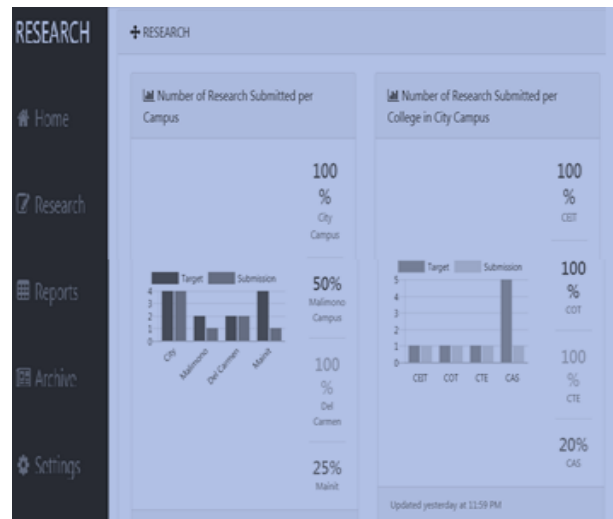 RESEARCH
Home
Research
Reports
Archive
Settings
RESEARCH
Number of Research Submitted per
Campus
100
%
City
Campus
Target Submission
4
3
2
1
0
City
Malimono
Del Carmen
Mainit
50%
Malimono
Campus
100
%
Del
Carmen
25%
Mainit
Number of Research Submitted per
College in City Campus
100
%
CEIT
Target Submission
5
4
3
2
1
0
CEIT COT CTE CAS
100
%
COT
100
%
CTE
20%
CAS
Updated yesterday at 11:59 PM